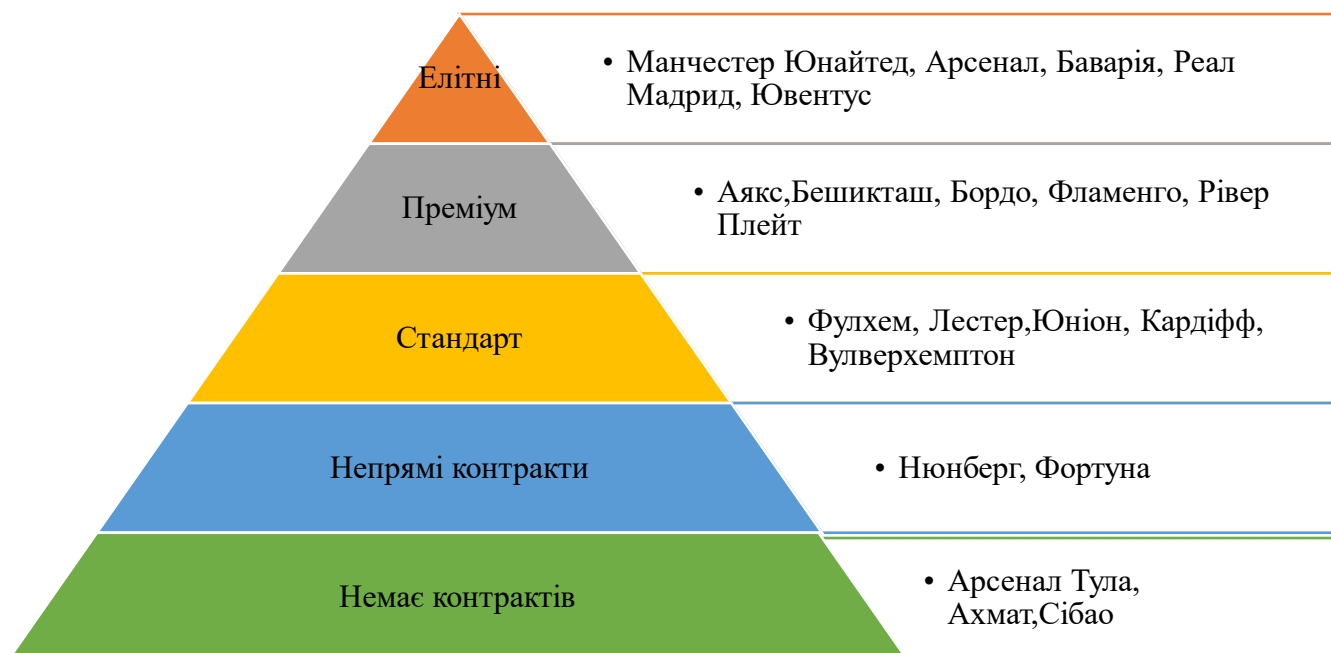 Елітні
• Манчестер Юнайтед, Арсенал, Баварія, Реал
Мадрид, Ювентус
Преміум
• Аякс,Бешикташ, Бордо, Фламенго, Рівер
Плейт
Стандарт
• Фулхем, Лестер,Юніон, Кардіфф,
Вулверхемптон
Непрямі контракти
• Нюнберг, Фортуна
Немає контрактів
• Арсенал Тула,
Ахмат,Сібао